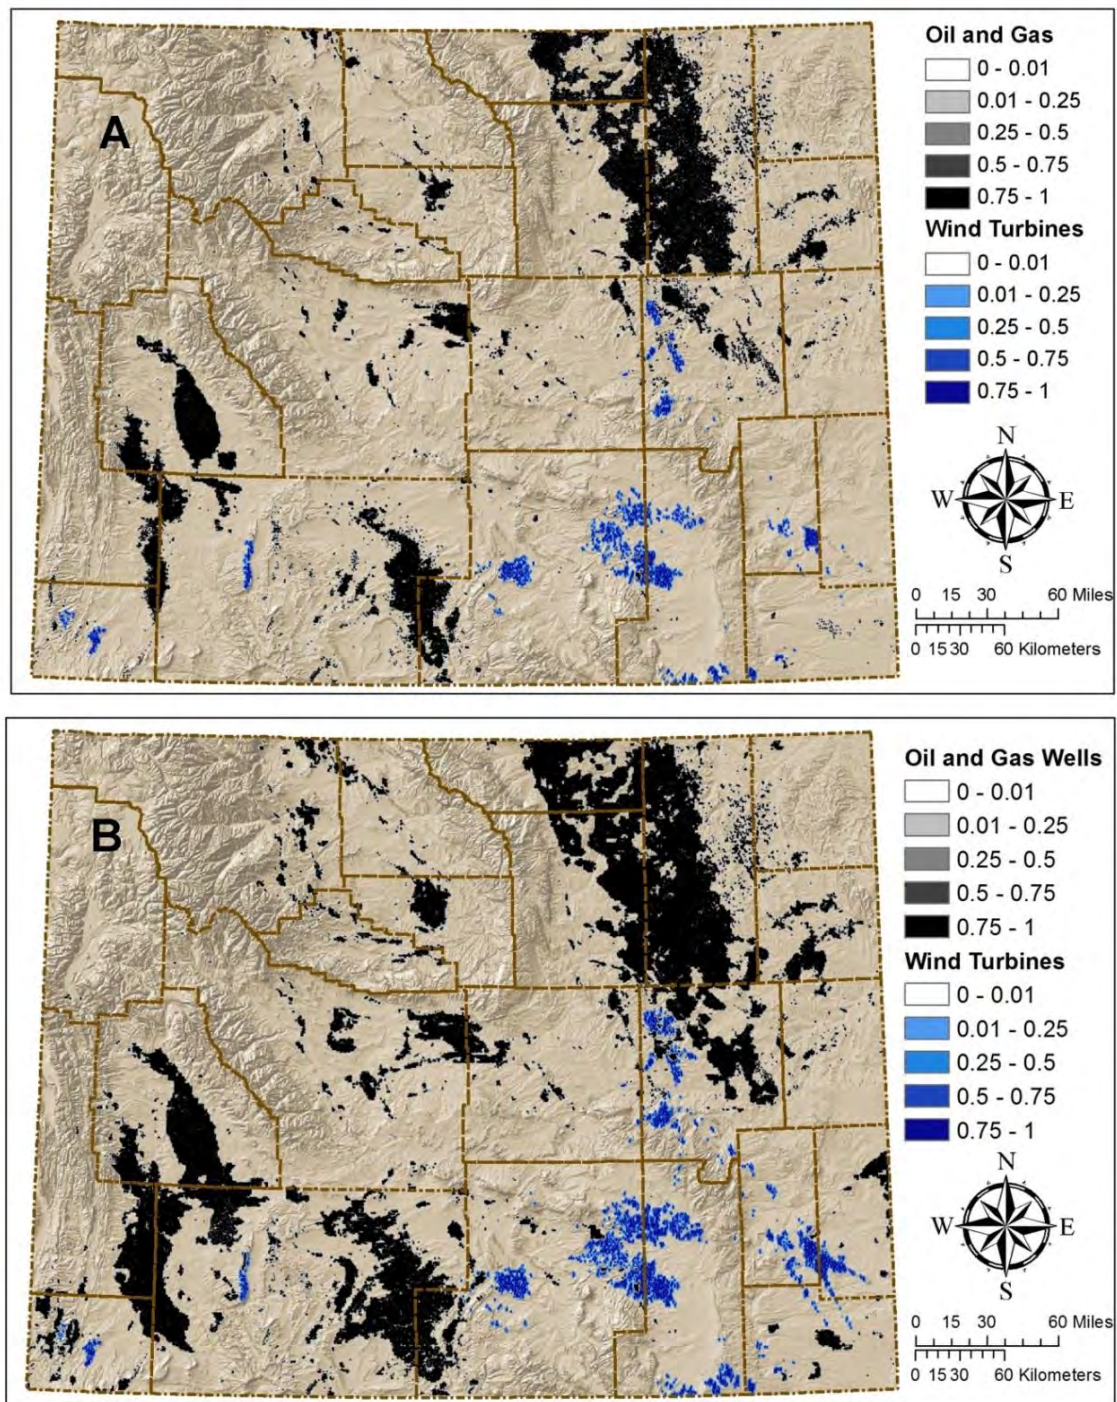 A
Oil and Gas
0 - 0.01
0.01 - 0.25
0.25 - 0.5
0.5 - 0.75
0.75 - 1
Wind Turbines
0 - 0.01
0.01 - 0.25
0.25 - 0.5
0.5 - 0.75
0.75 - 1
N
W E
S
0 15 30 60 Miles
0 15 30 60 Kilometers
B
Oil and Gas Wells
0 - 0.01
0.01 - 0.25
0.25 - 0.5
0.5 - 0.75
0.75 - 1
Wind Turbines
0 - 0.01
0.01 - 0.25
0.25 - 0.5
0.5 - 0.75
0.75 - 1
N
W E
S
0 15 30 60 Miles
0 15 30 60 Kilometers